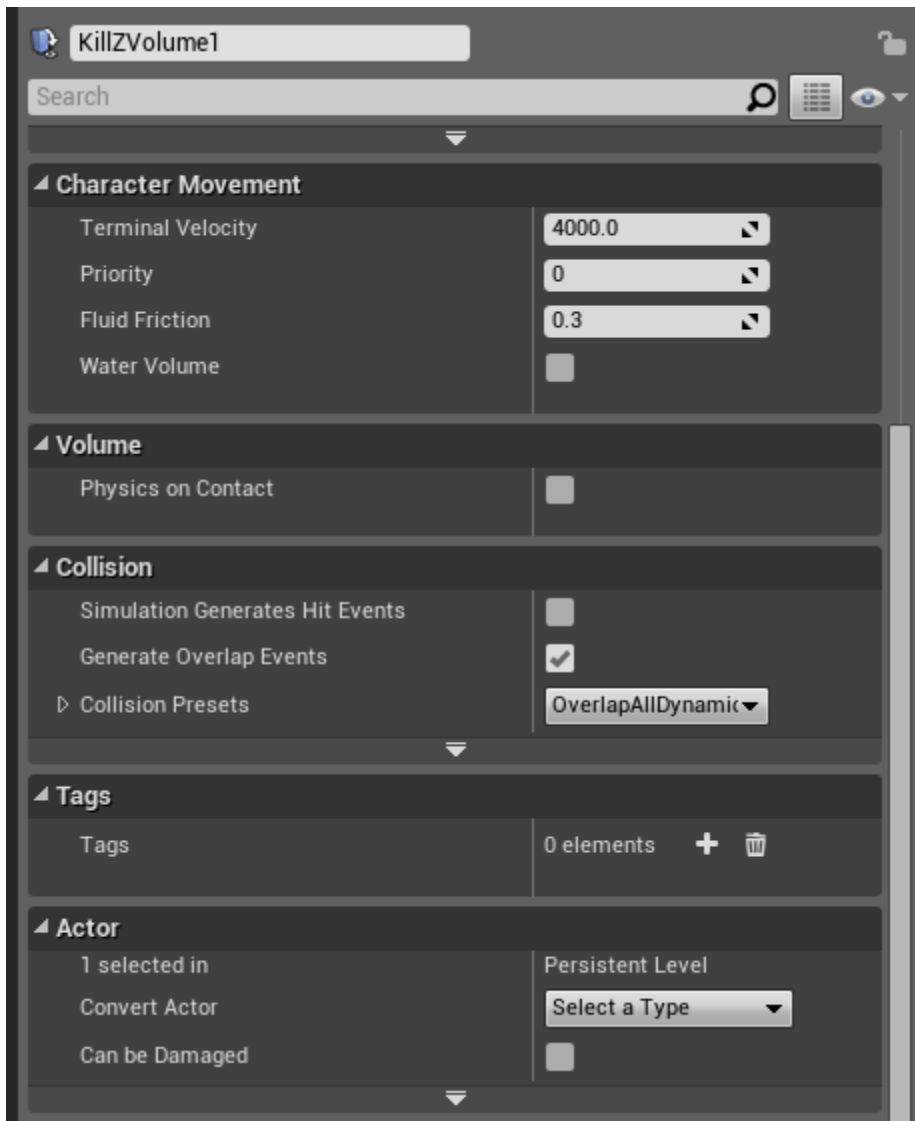 KillZVolume1
Search
Character Movement
Terminal Velocity 4000.0
Priority 0
Fluid Friction 0.3
Water Volume
Volume
Physics on Contact
Collision
Simulation Generates Hit Events
Generate Overlap Events
Collision Presets OverlapAllDynamic
Tags
Tags 0 elements
Actor
1 selected in Persistent Level
Convert Actor Select a Type
Can be Damaged